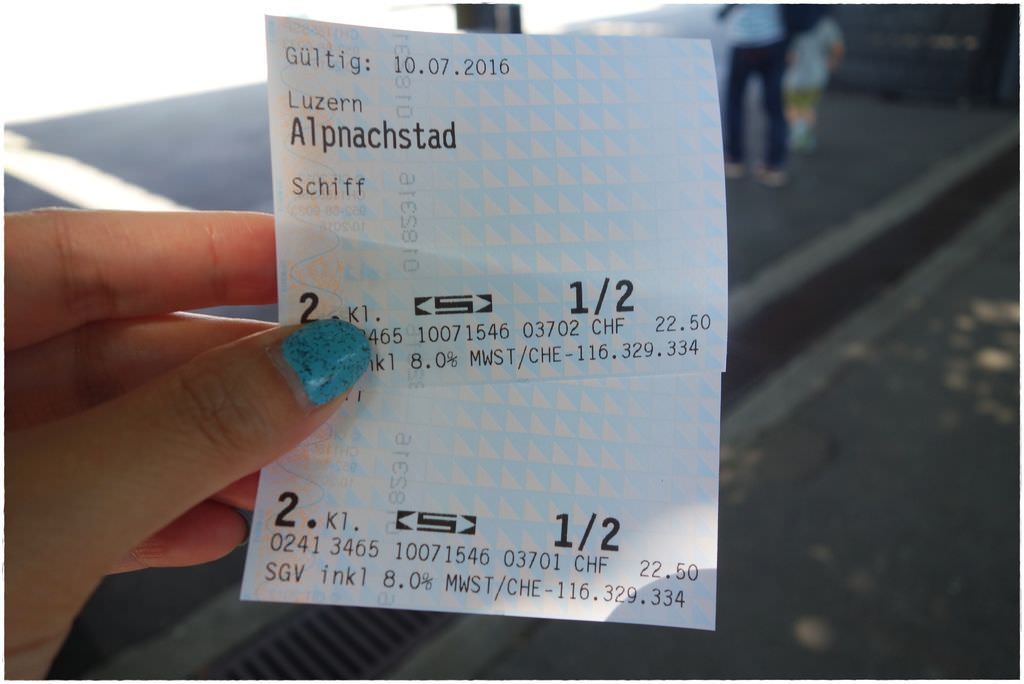 Gültig: 10.07.2016
Luzern
Alpnachstad
Schiff
2. Kl. 1/2
3465 10071546 03702 CHF 22.50
inkl 8.0% MWST/CHE-116.329.334
2. Kl. 1/2
0241 3465 10071546 03701 CHF 22.50
SGV inkl 8.0% MWST/CHE-116.329.334